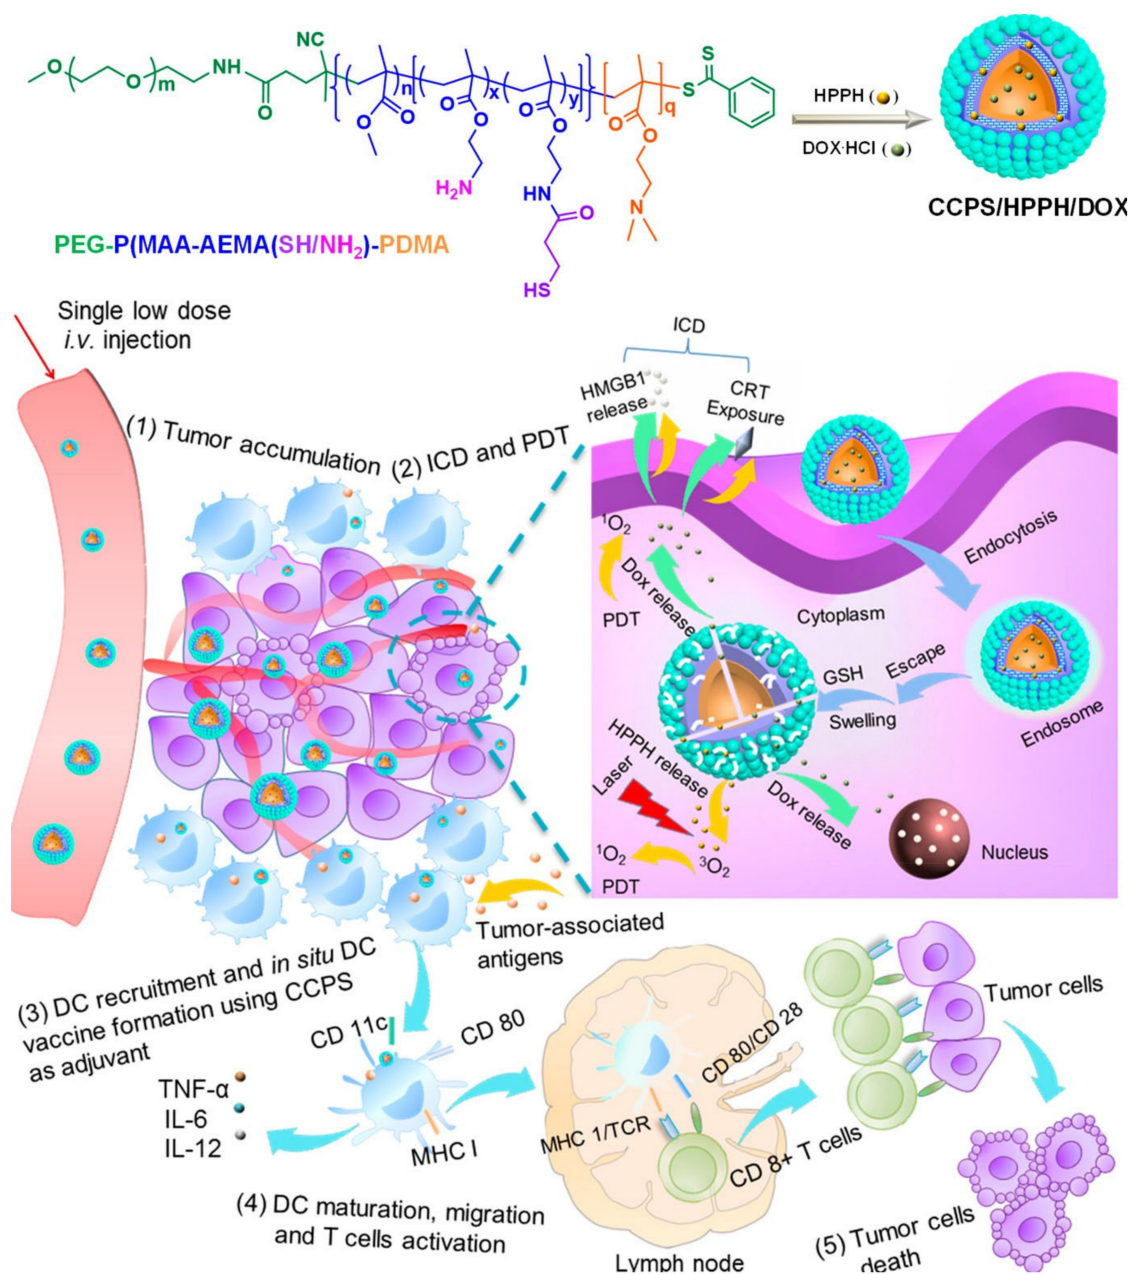 NC
O
O
m
NH
O
n
x
y
q
S
S
O
O
O
O
O
O
O
O
H₂N
HN
O
N
HS
PEG-P(MAA-AEMA(SH/NH₂)-PDMA
HPPH ( )
DOX·HCl ( )
CCPS/HPPH/DOX
Single low dose
i.v. injection
(1) Tumor accumulation
(2) ICD and PDT
ICD
HMGB1
release
CRT
Exposure
¹O₂
PDT
Dox release
Cytoplasm
Endocytosis
GSH
Escape
Swelling
Endosome
HPPH release
Laser
Dox release
¹O₂
³O₂
PDT
Nucleus
Tumor-associated
antigens
(3) DC recruitment and in situ DC
vaccine formation using CCPS
as adjuvant
CD 11c
CD 80
TNF-α
IL-6
IL-12
MHC I
(4) DC maturation, migration
and T cells activation
CD 80/CD 28
MHC 1/TCR
CD 8+ T cells
Lymph node
Tumor cells
(5) Tumor cells
death